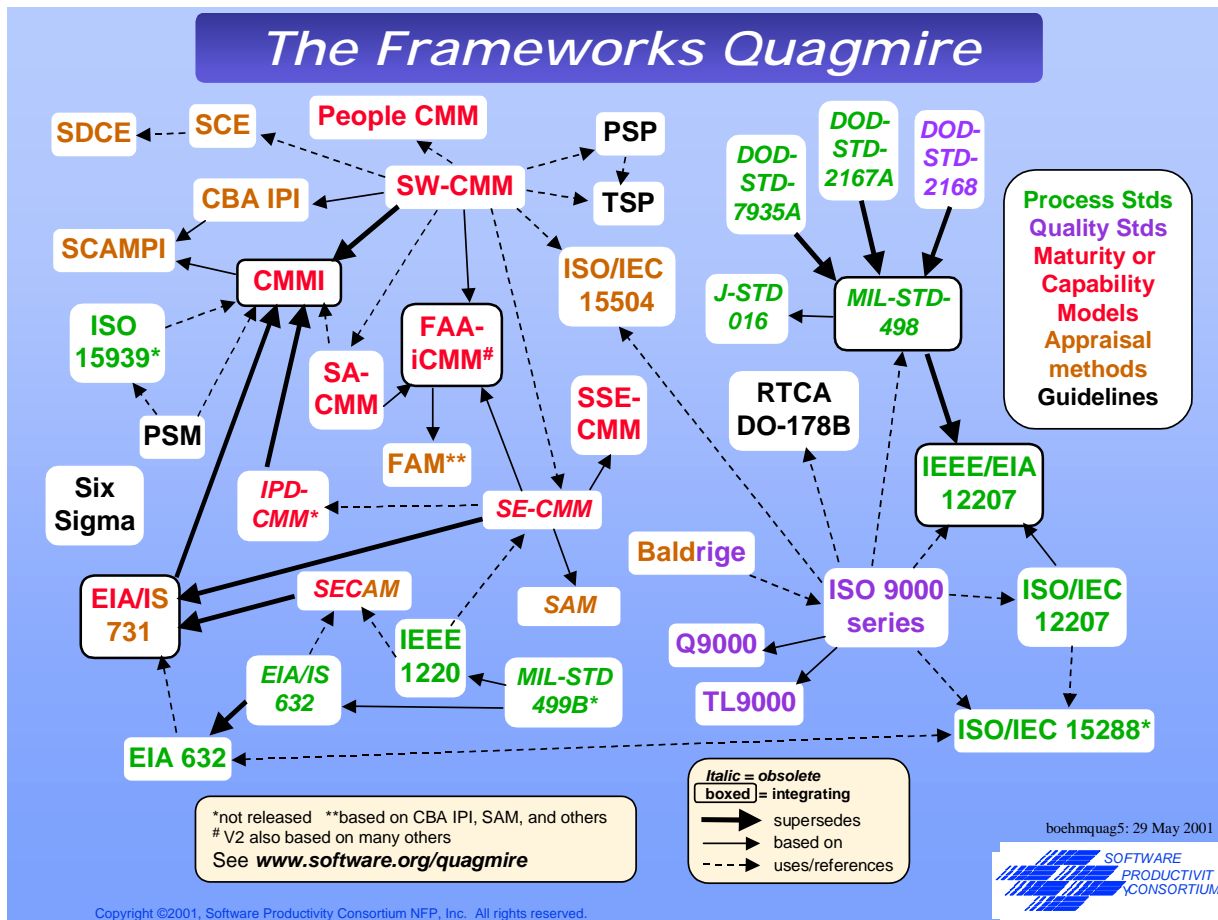 The Frameworks Quagmire
SDCE
SCE
People CMM
PSP
SW-CMM
TSP
CBA IPI
SCAMPI
CMMI
ISO
15939*
PSM
Six
Sigma
FAA-
iCMM#
SA-
CMM
FAM**
ISO/IEC
15504
SSE-
CMM
IPD-
CMM*
SE-CMM
SAM
EIA/IS
731
SECAM
IEEE
1220
EIA/IS
632
MIL-STD
499B*
EIA 632
DOD-
STD-
7935A
DOD-
STD-
2167A
DOD-
STD-
2168
J-STD
016
MIL-STD-
498
RTCA
DO-178B
IEEE/EIA
12207
Baldrige
ISO 9000
series
ISO/IEC
12207
Q9000
TL9000
ISO/IEC 15288*
Process Stds
Quality Stds
Maturity or
Capability
Models
Appraisal
methods
Guidelines
*not released **based on CBA IPI, SAM, and others
# V2 also based on many others
See www.software.org/quagmire
Italic = obsolete
boxed = integrating
supersedes
based on
uses/references
boehmquag5: 29 May 2001
SOFTWARE
PRODUCTIVIT
YCONSORTIUM
Copyright ©2001, Software Productivity Consortium NFP, Inc. All rights reserved.